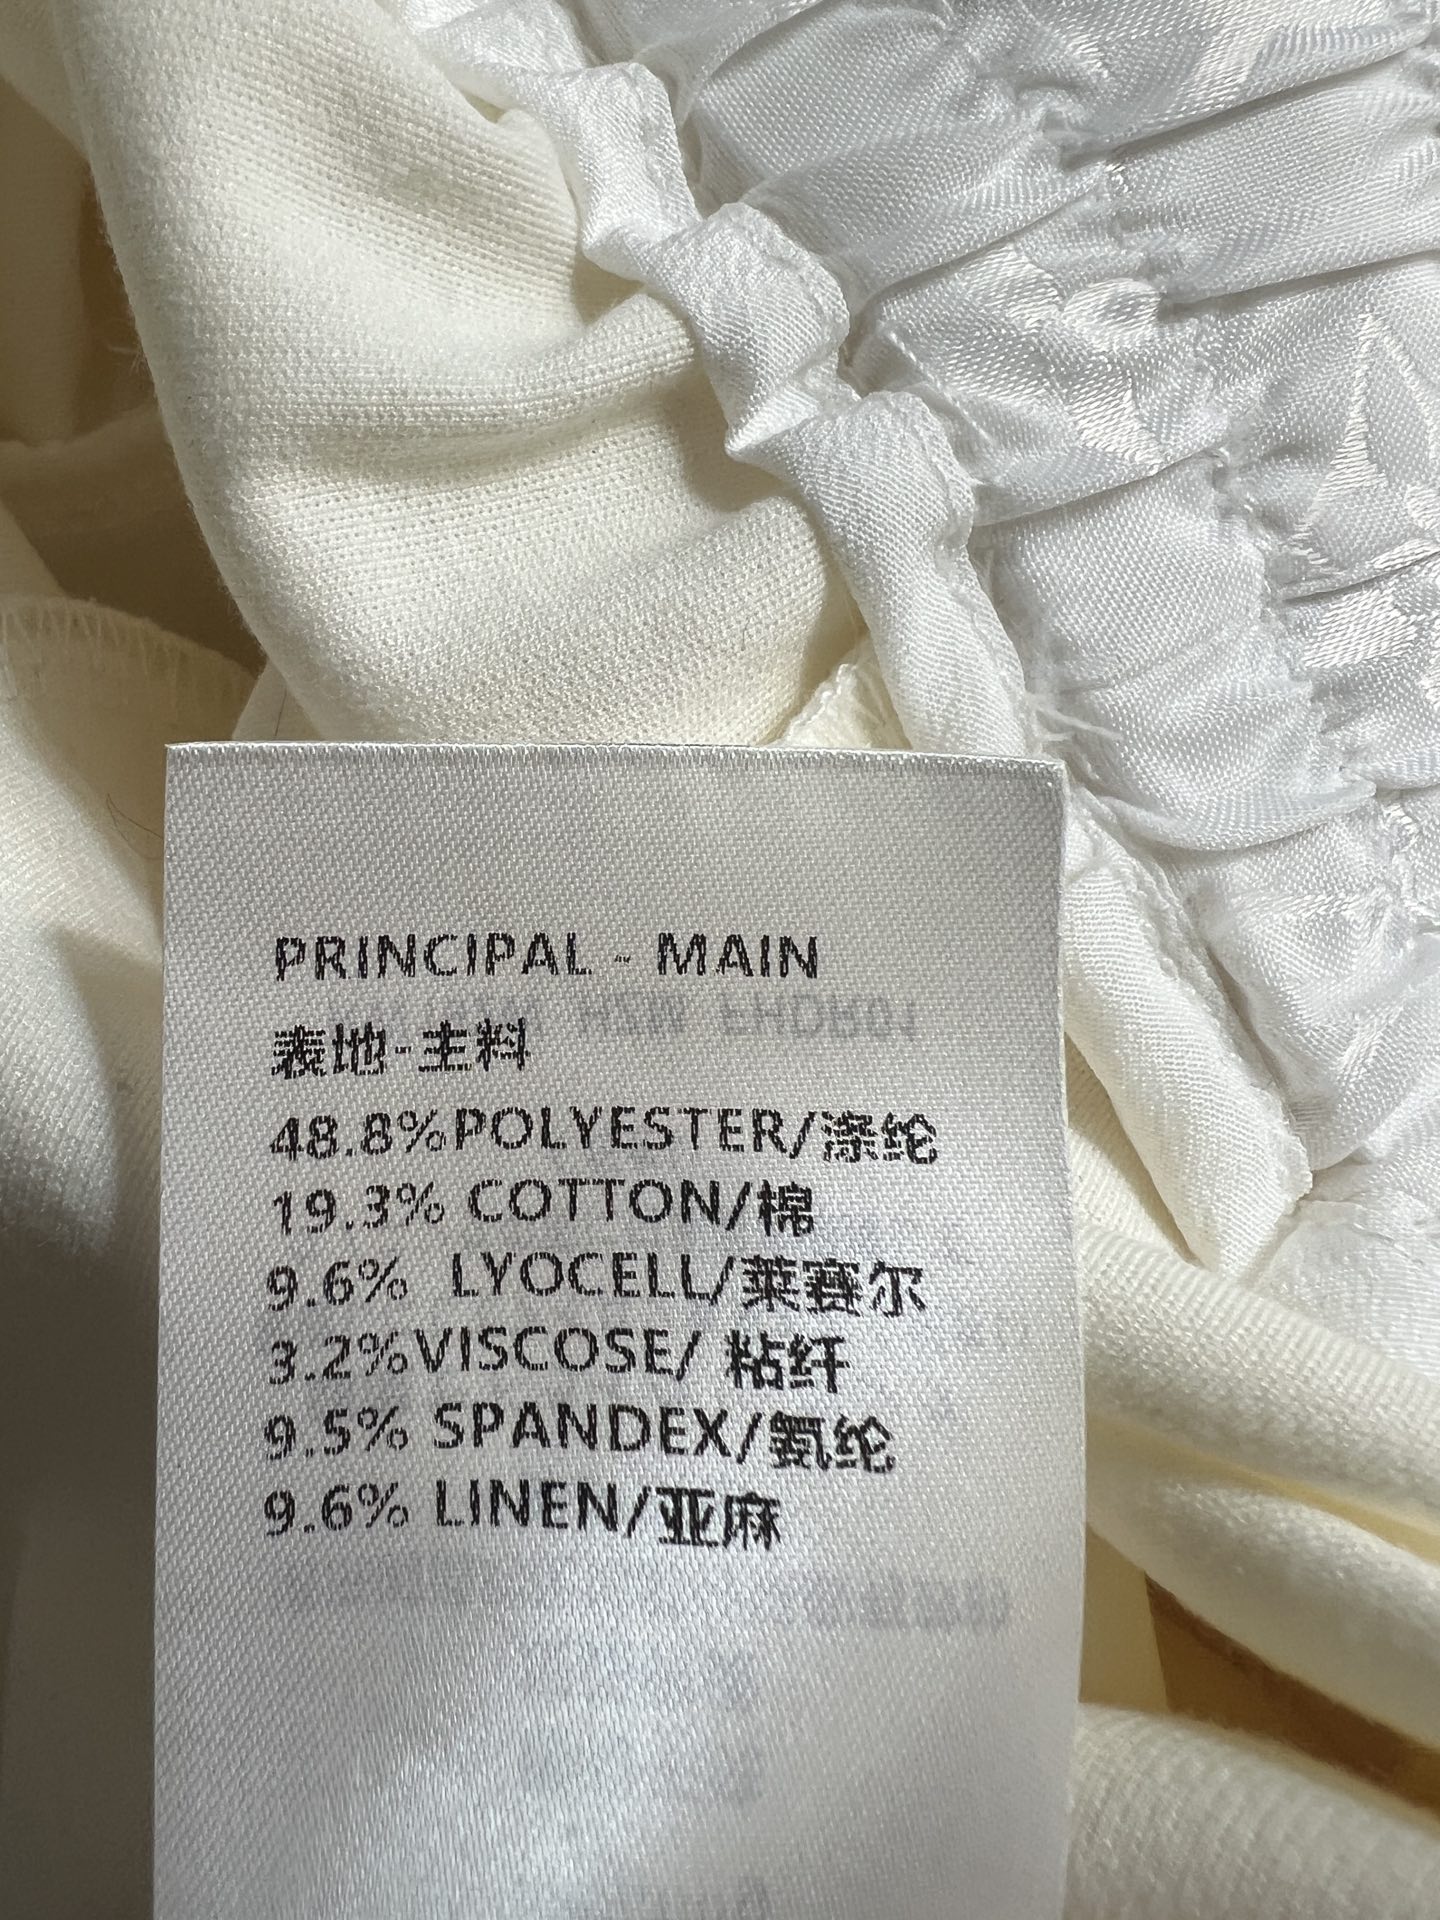 PRINCIPAL - MAIN
表地-主料
48.8%POLYESTER/涤纶
19.3% COTTON/棉
9.6% LYOCELL/莱赛尔
3.2%VISCOSE/ 粘纤
9.5% SPANDEX/氨纶
9.6% LINEN/亚麻